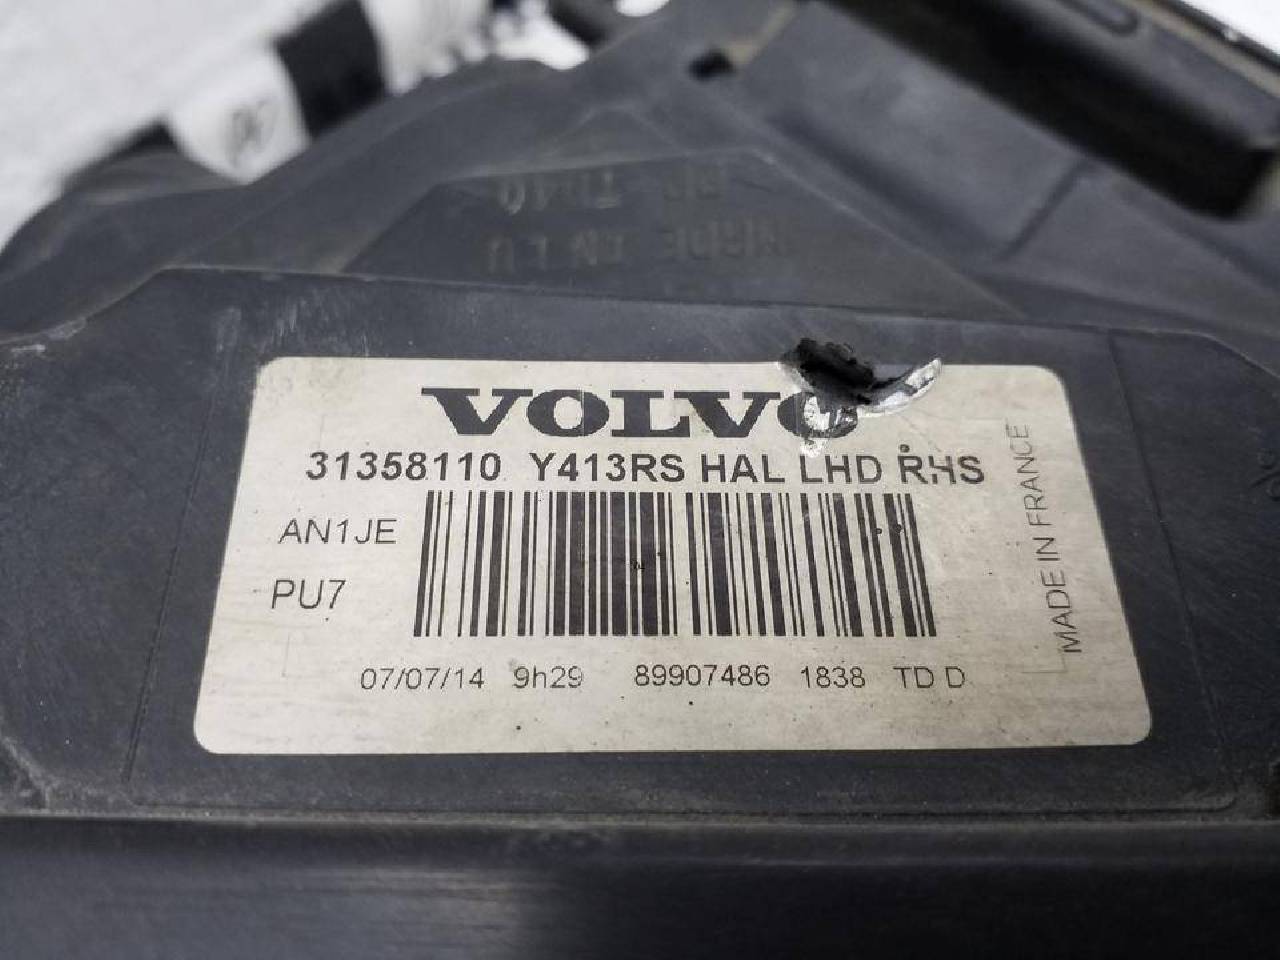 VOLVO
31358110 Y413RS HAL LHD RHS
AN1JE
PU7
07/07/14 9h29 89907486 1838 TD D
MADE IN FRANCE